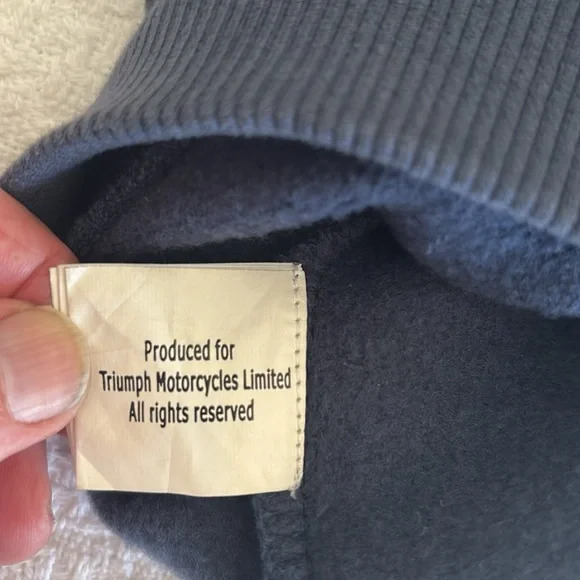 Produced for
Triumph Motorcycles Limited
All rights reserved